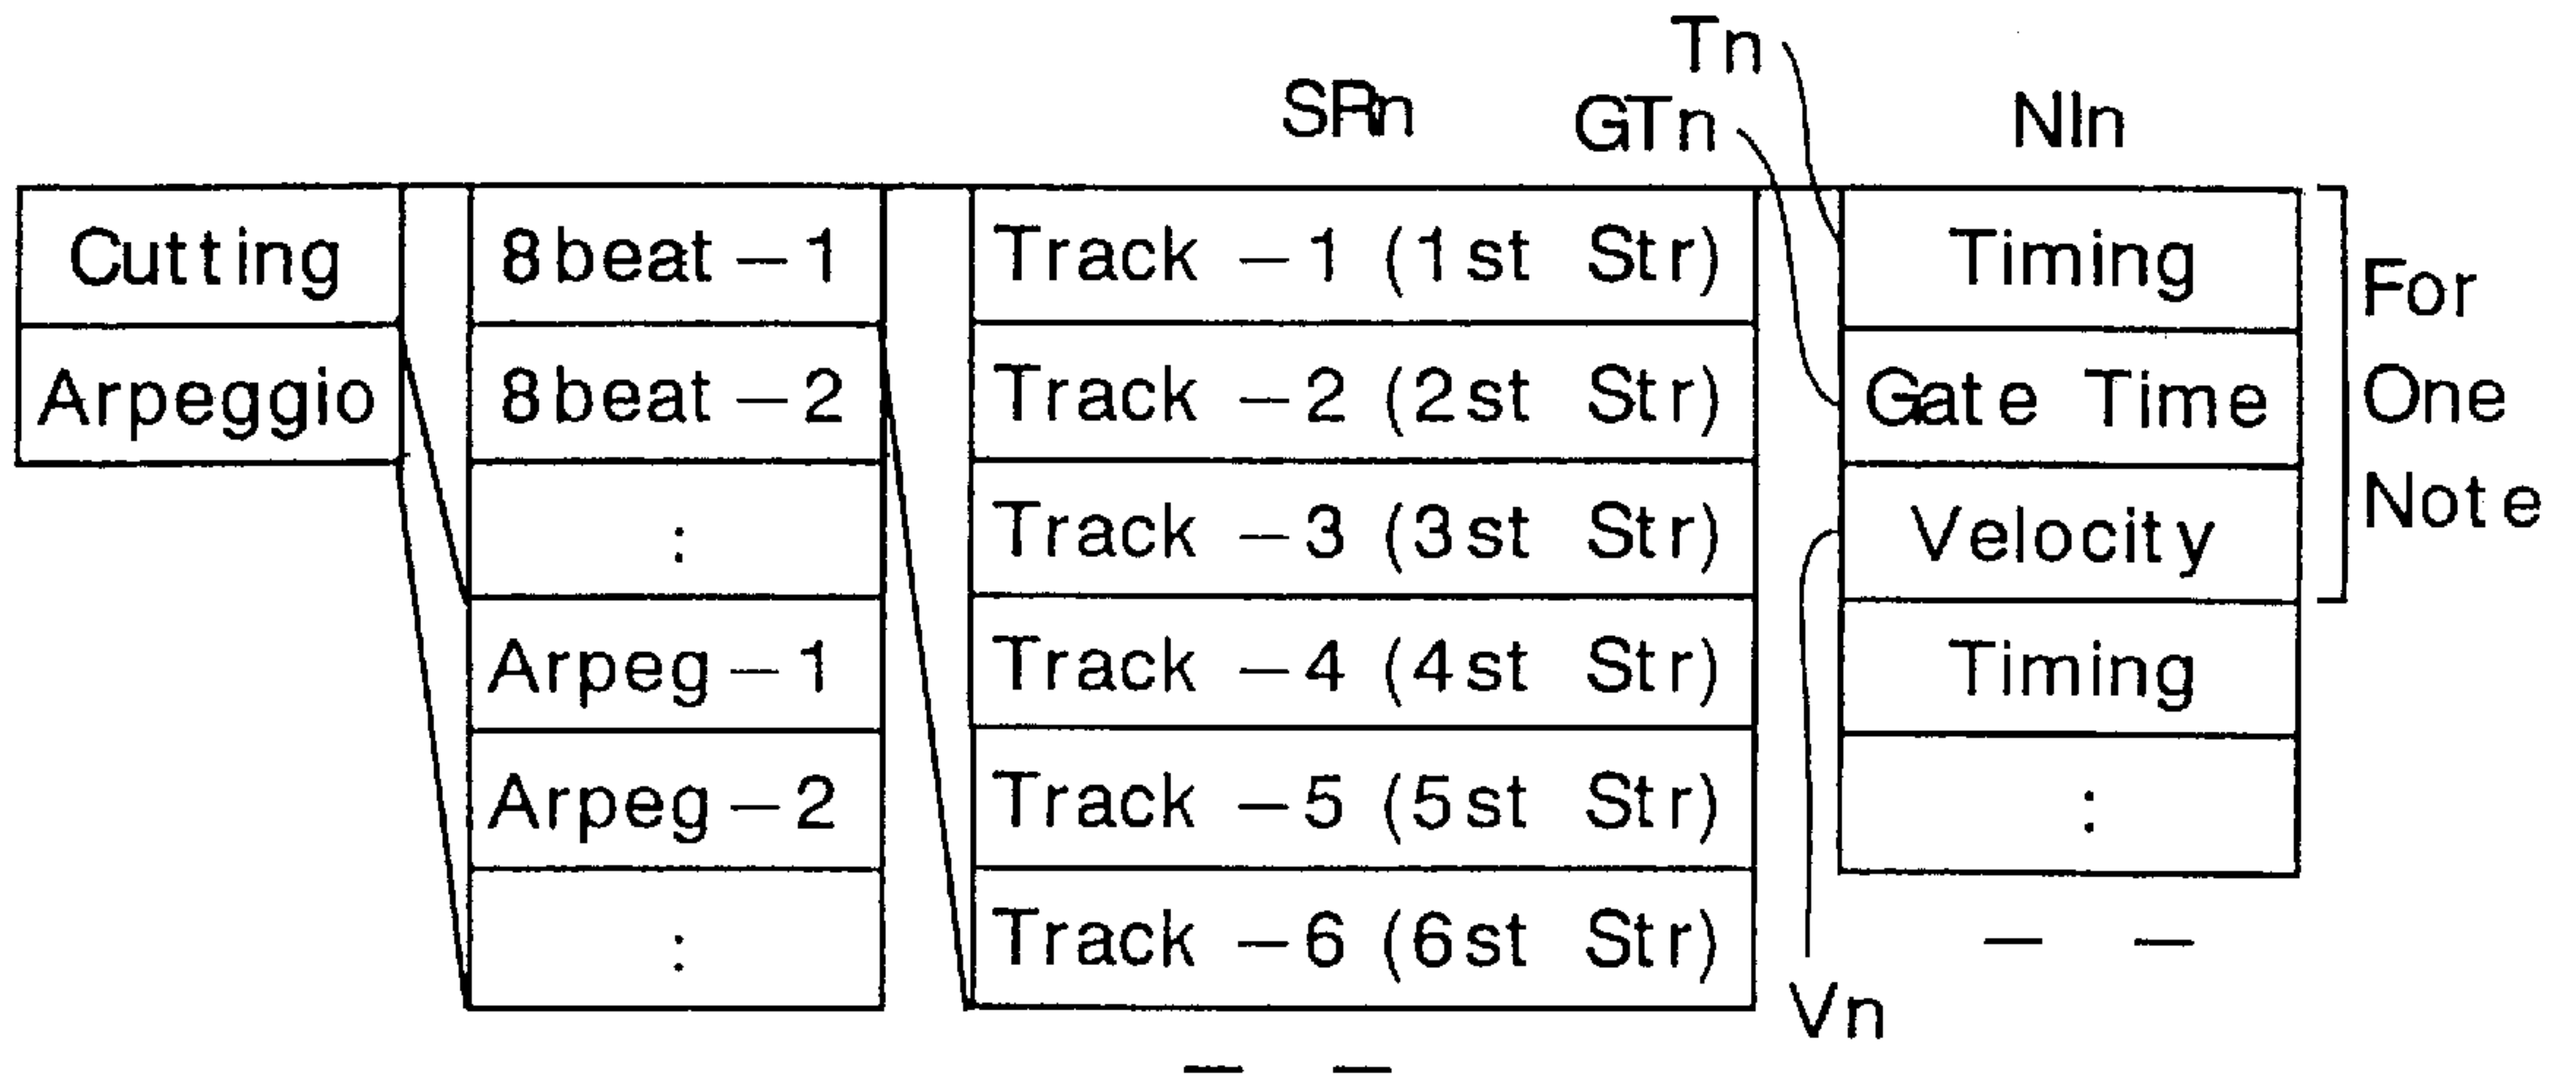 Tn
SRn
GTn
NIn
Cutting
Arpeggio
8beat-1
8beat-2
:
Arpeg-1
Arpeg-2
:
Track -1 (1st Str)
Track -2 (2st Str)
Track -3 (3st Str)
Track -4 (4st Str)
Track -5 (5st Str)
Track -6 (6st Str)
Timing
Gate Time
Velocity
Timing
:
For
One
Note
Vn